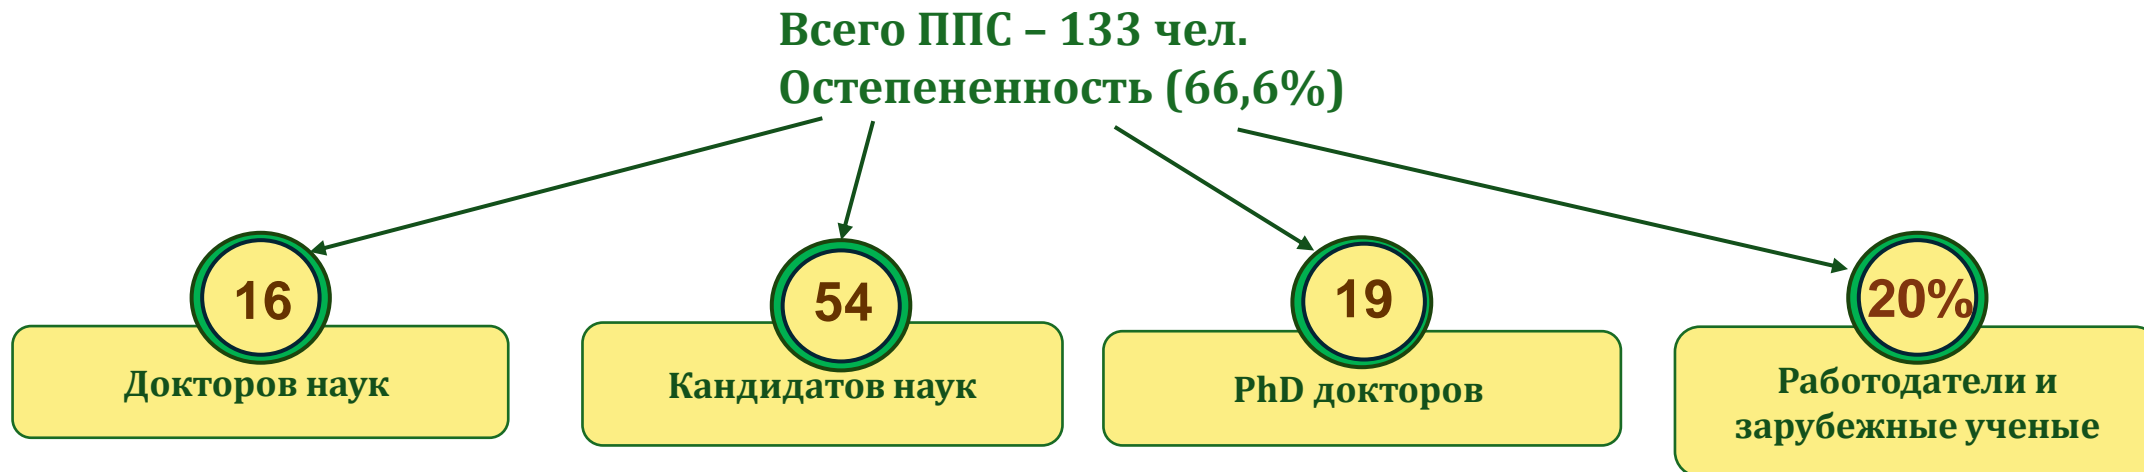 Всего ППС – 133 чел.
Остепененность (66,6%)
16
Докторов наук
54
Кандидатов наук
19
PhD докторов
20%
Работодатели и
зарубежные ученые